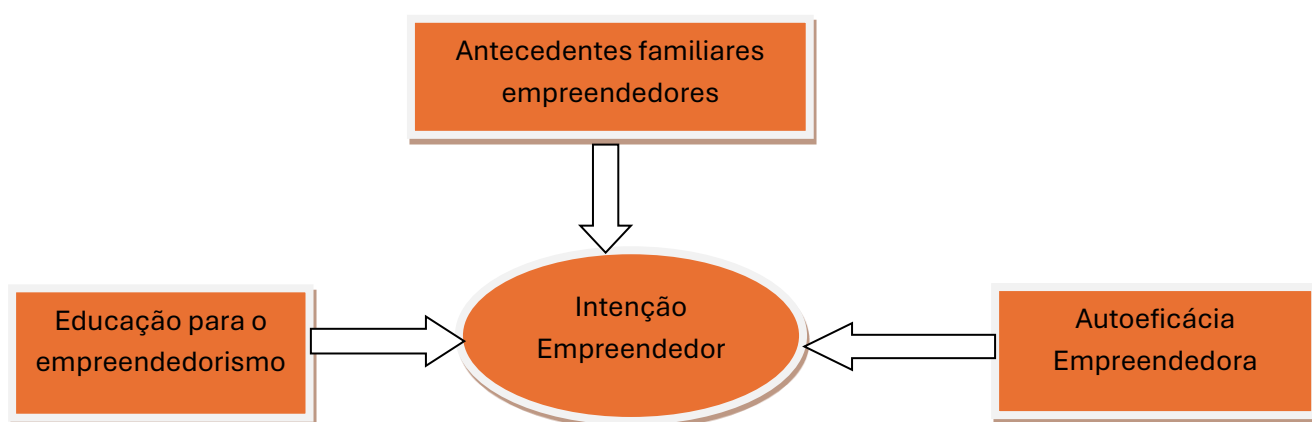 Antecedentes familiares
empreendedores
Educação para o
empreendedorismo
Intenção
Empreendedor
Autoeficácia
Empreendedora